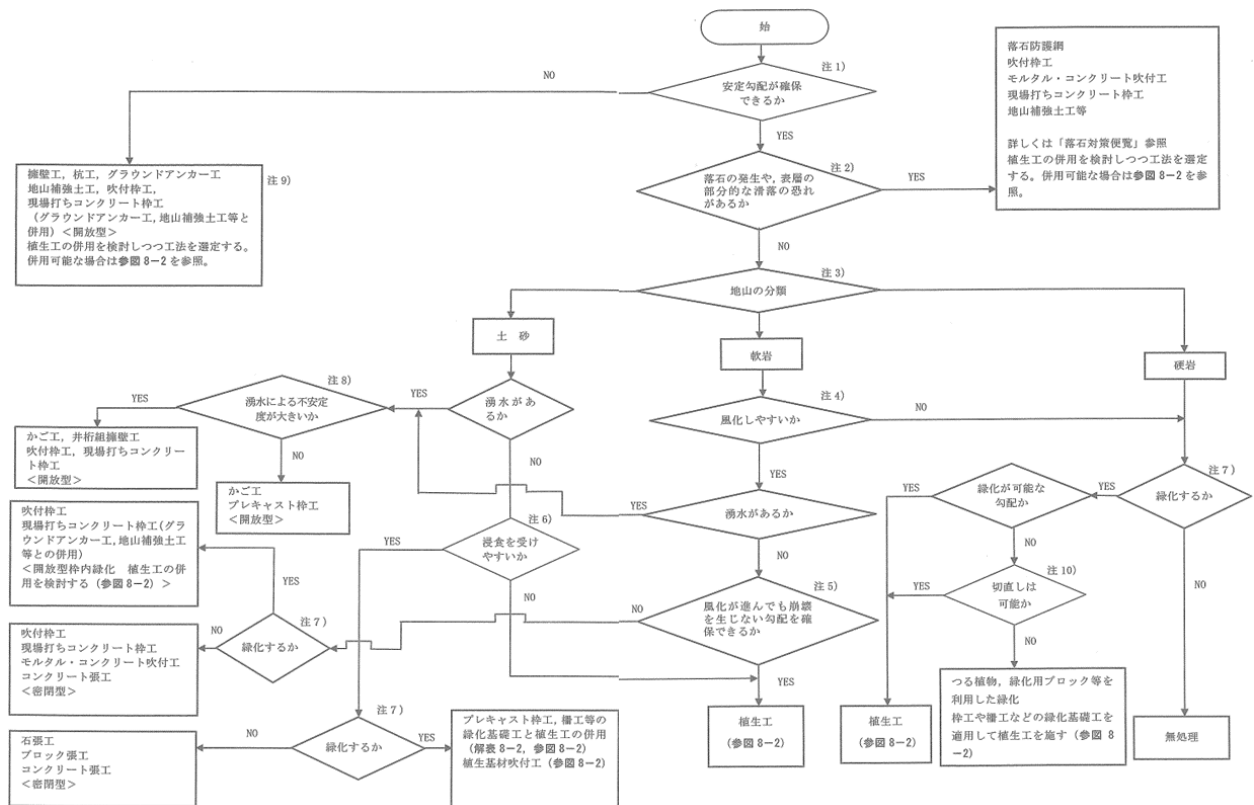 始
注 1)
安定勾配が確保
できるか
NO
YES
落石防護網
吹付枠工
モルタル・コンクリート吹付工
現場打ちコンクリート枠工
地山補強土工等
詳しくは「落石対策便覧」参照
植生工の併用を検討しつつ工法を選定
する。併用可能な場合は参図 8-2 を参
照。
擁壁工, 杭工, グラウンドアンカー工
地山補強土工, 吹付枠工,
現場打ちコンクリート枠工
(グラウンドアンカー工, 地山補強土工等と
併用) <開放型>
植生工の併用を検討しつつ工法を選定する。
併用可能な場合は参図 8-2 を参照。
注 9)
注 2)
落石の発生や, 表層の
部分的な滑落の恐れ
があるか
YES
NO
注 3)
地山の分類
土 砂
軟岩
硬岩
注 8)
湧水による不安定
度が大きいか
YES
YES
湧水があ
るか
注 4)
風化しやすいか
NO
かご工, 井桁組擁壁工
吹付枠工, 現場打ちコンクリー
ト枠工
<開放型>
NO
かご工
プレキャスト枠工
<開放型>
NO
YES
湧水があるか
YES
NO
緑化が可能な
勾配か
YES
YES
緑化するか
注 7)
NO
吹付枠工
現場打ちコンクリート枠工(グラ
ウンドアンカー工, 地山補強土工
等との併用)
<開放型枠内緑化 植生工の併
用を検討する (参図 8-2) >
YES
注 6)
浸食を受け
やすいか
YES
NO
注 5)
風化が進んでも崩壊
を生じない勾配を確
保できるか
NO
YES
注 10)
切直しは
可能か
YES
NO
NO
吹付枠工
現場打ちコンクリート枠工
モルタル・コンクリート吹付工
コンクリート張工
<密閉型>
NO
注 7)
緑化するか
石張工
ブロック張工
コンクリート張工
<密閉型>
NO
注 7)
緑化するか
YES
プレキャスト枠工, 柵工等の
緑化基礎工と植生工の併用
(解表 8-2, 参図 8-2)
植生基材吹付工 (参図 8-2)
植生工
(参図 8-2)
植生工
(参図 8-2)
つる植物, 緑化用ブロック等を
利用した緑化
枠工や柵工などの緑化基礎工を
適用して植生工を施す (参図 8
-2)
無処理